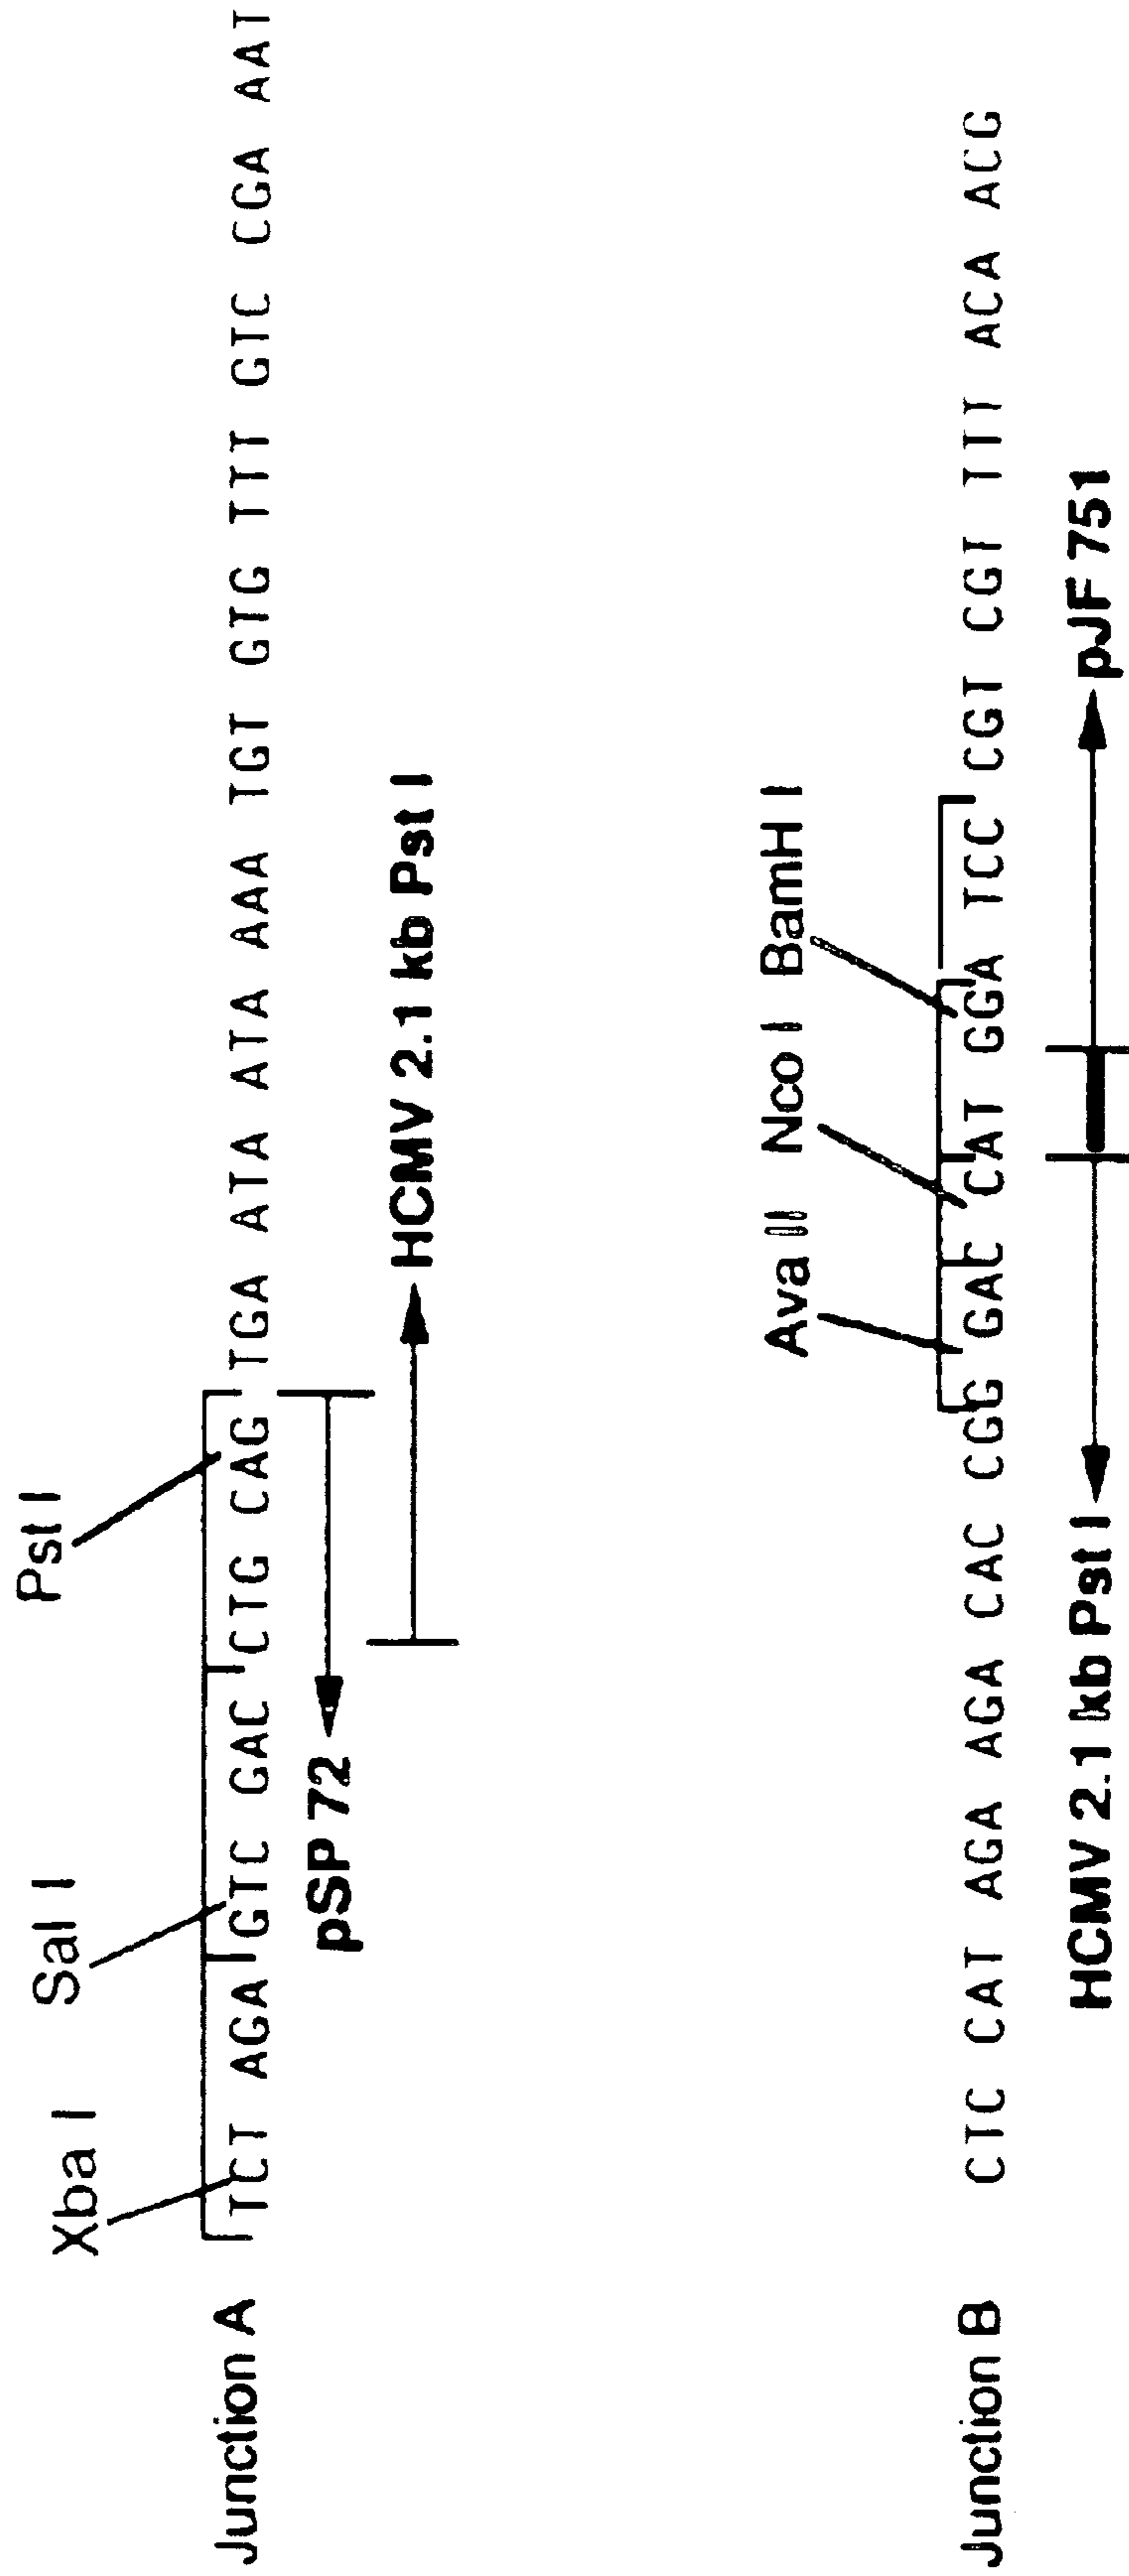 Xba I Sal I Pst I
Junction A TCT AGA GTC GAC CTG CAG TGA ATA ATA AAA TGT GTG TTT GTC CGA AAT
pSP 72
HCMV 2.1 kb Pst I
Ava II Nco I BamH I
Junction B CTC CAT AGA AGA CAC CGG GAC CAT GGA TCC CGT CGT TTT ACA ACG
HCMV 2.1 kb Pst I pJF 751